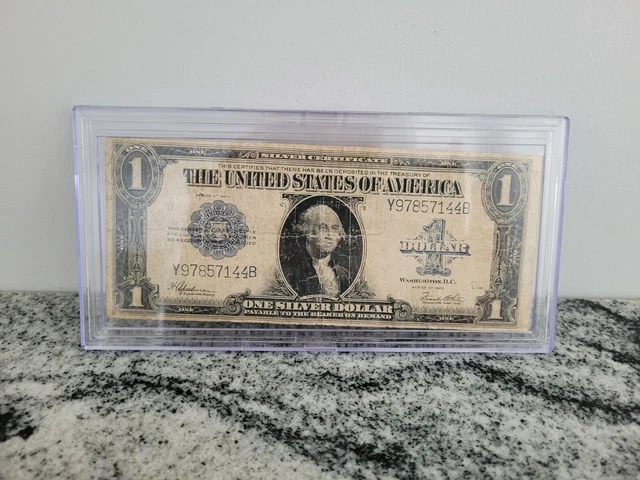 SILVER CERTIFICATE
THIS CERTIFIES THAT THERE HAS BEEN DEPOSITED IN THE TREASURY OF
THE UNITED STATES OF AMERICA
1
1
Y97857144B
1
DOLLAR
Y97857144B
WASHINGTON, D.C.
1
1
ONE SILVER DOLLAR
PAYABLE TO THE BEARER ON DEMAND